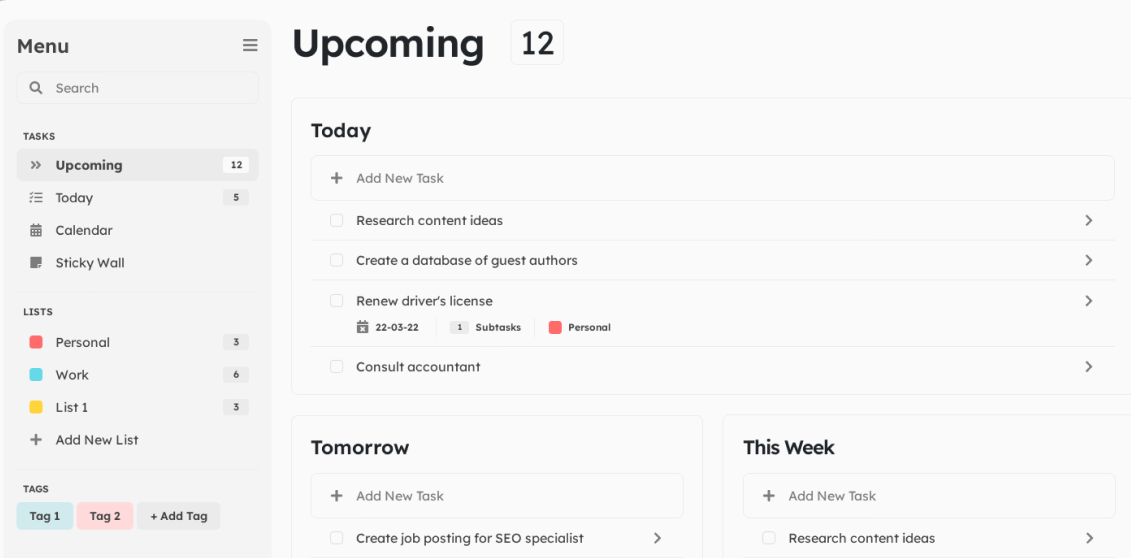 Menu
Search
TASKS
Upcoming 12
Today 5
Calendar
Sticky Wall
LISTS
Personal 3
Work 6
List 1 3
+ Add New List
TAGS
Tag 1 Tag 2 + Add Tag
Upcoming 12
Today
+ Add New Task
Research content ideas
Create a database of guest authors
Renew driver's license
22-03-22 1 Subtasks Personal
Consult accountant
Tomorrow
+ Add New Task
Create job posting for SEO specialist
This Week
+ Add New Task
Research content ideas